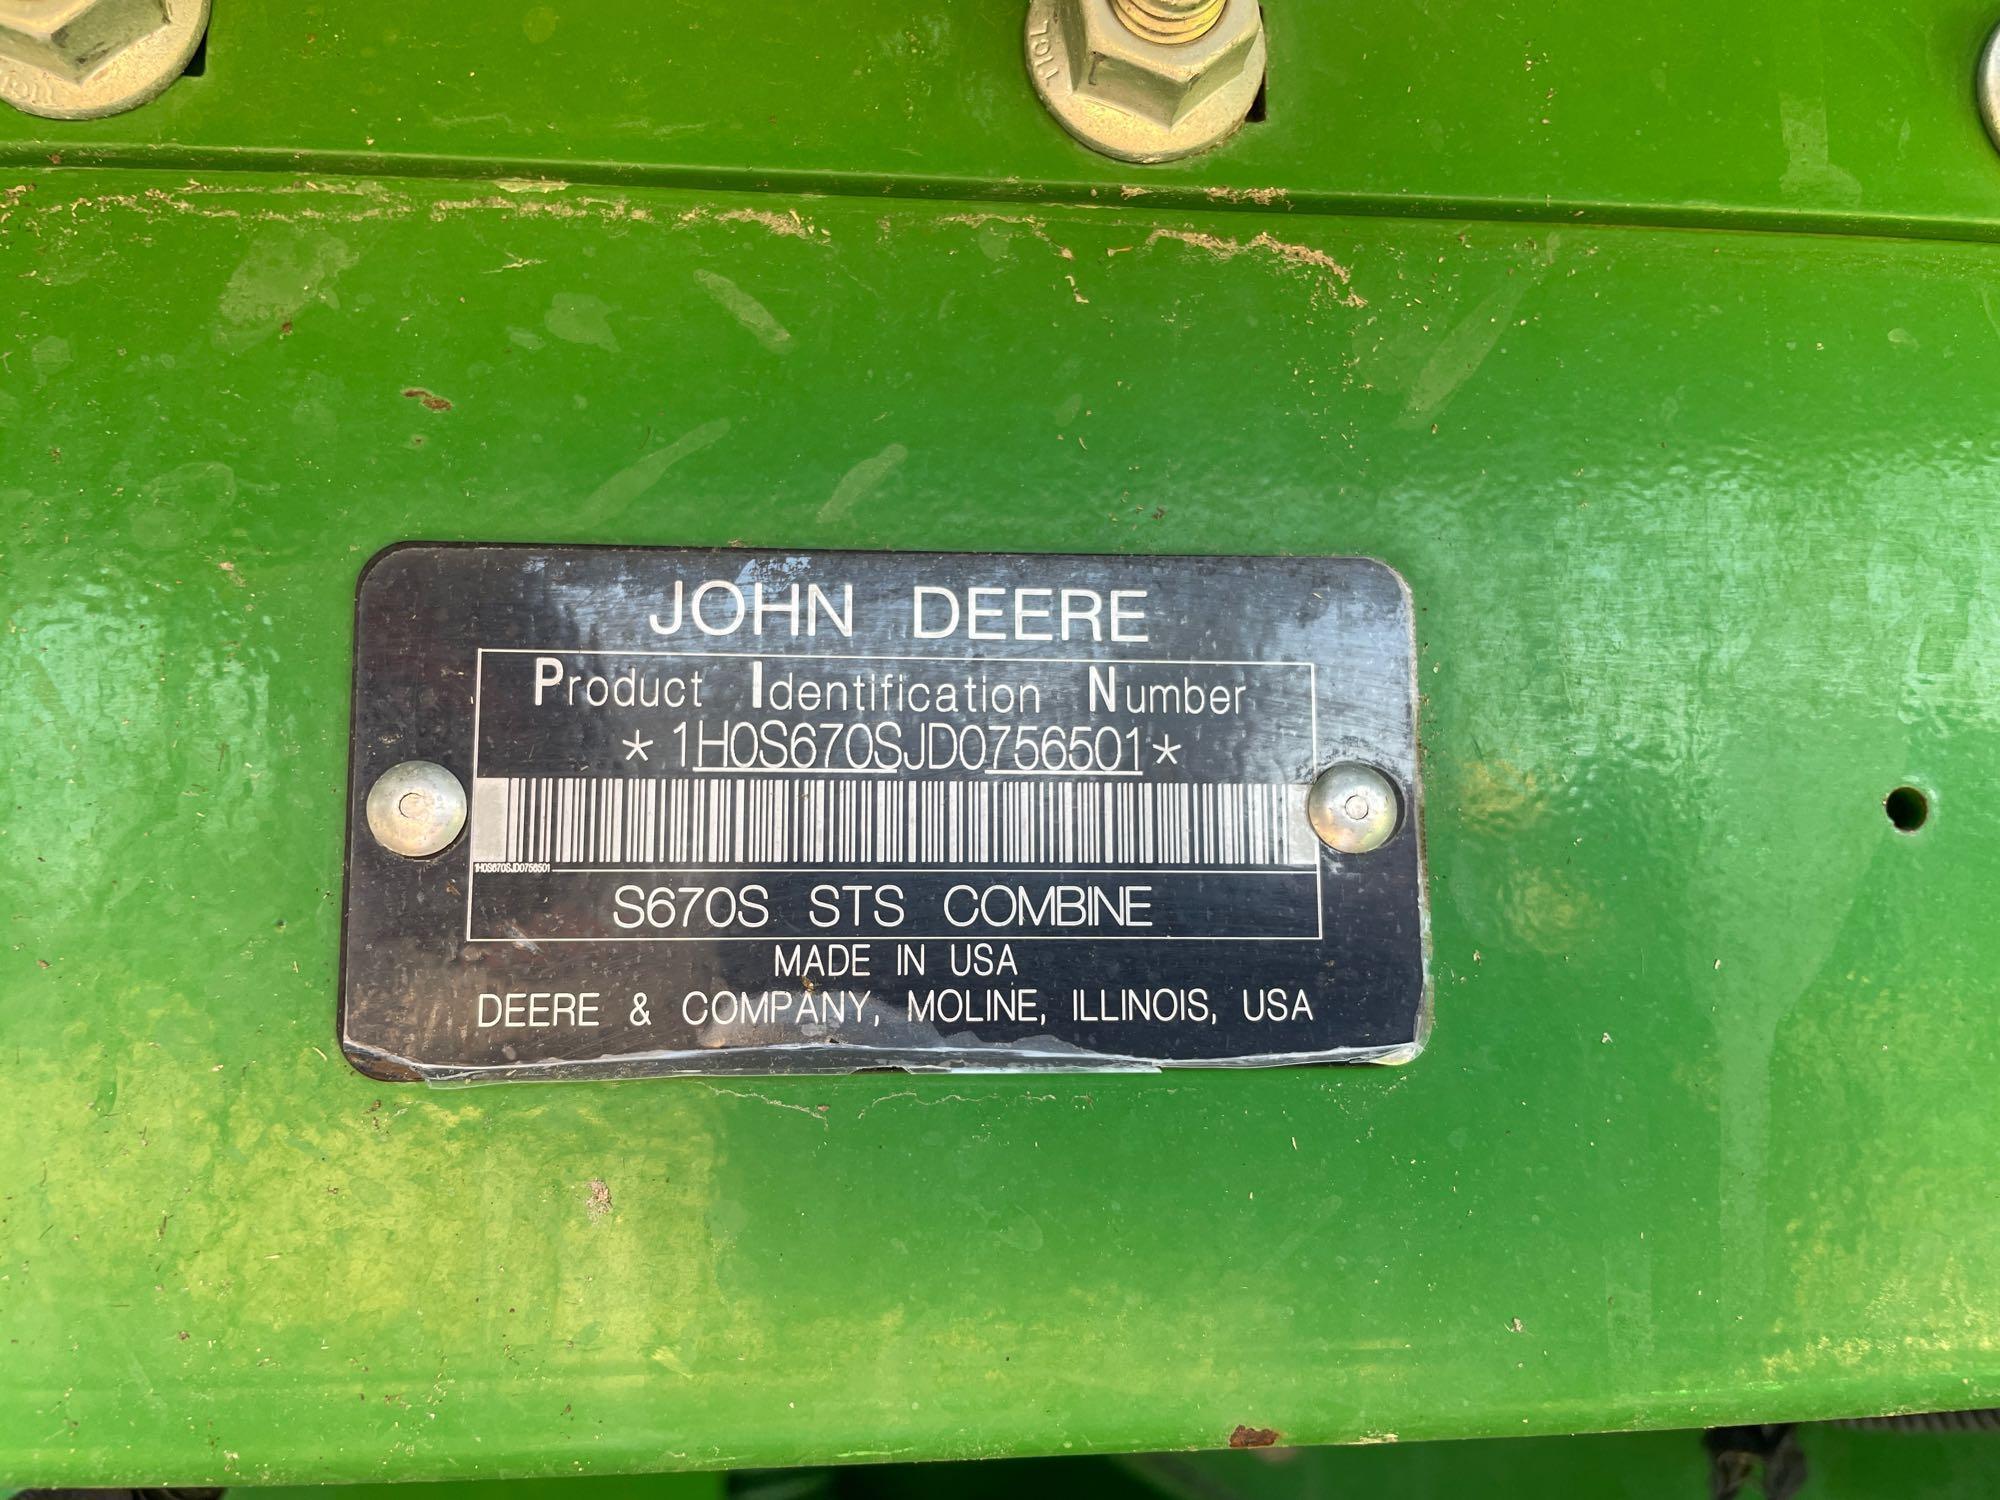 JOHN DEERE
Product Identification Number
*1H0S670SJD0756501*
1H0S670SJD0756501
S670S STS COMBINE
MADE IN USA
DEERE & COMPANY, MOLINE, ILLINOIS, USA